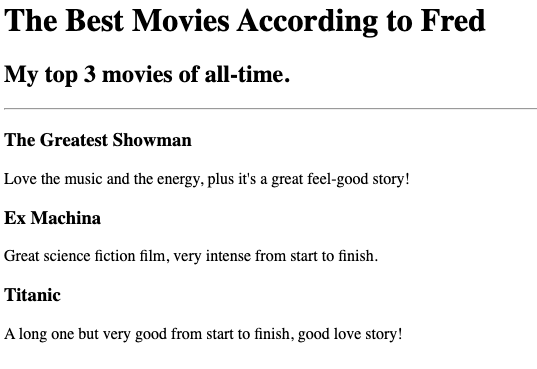 The Best Movies According to Fred
My top 3 movies of all-time.
The Greatest Showman
Love the music and the energy, plus it's a great feel-good story!
Ex Machina
Great science fiction film, very intense from start to finish.
Titanic
A long one but very good from start to finish, good love story!